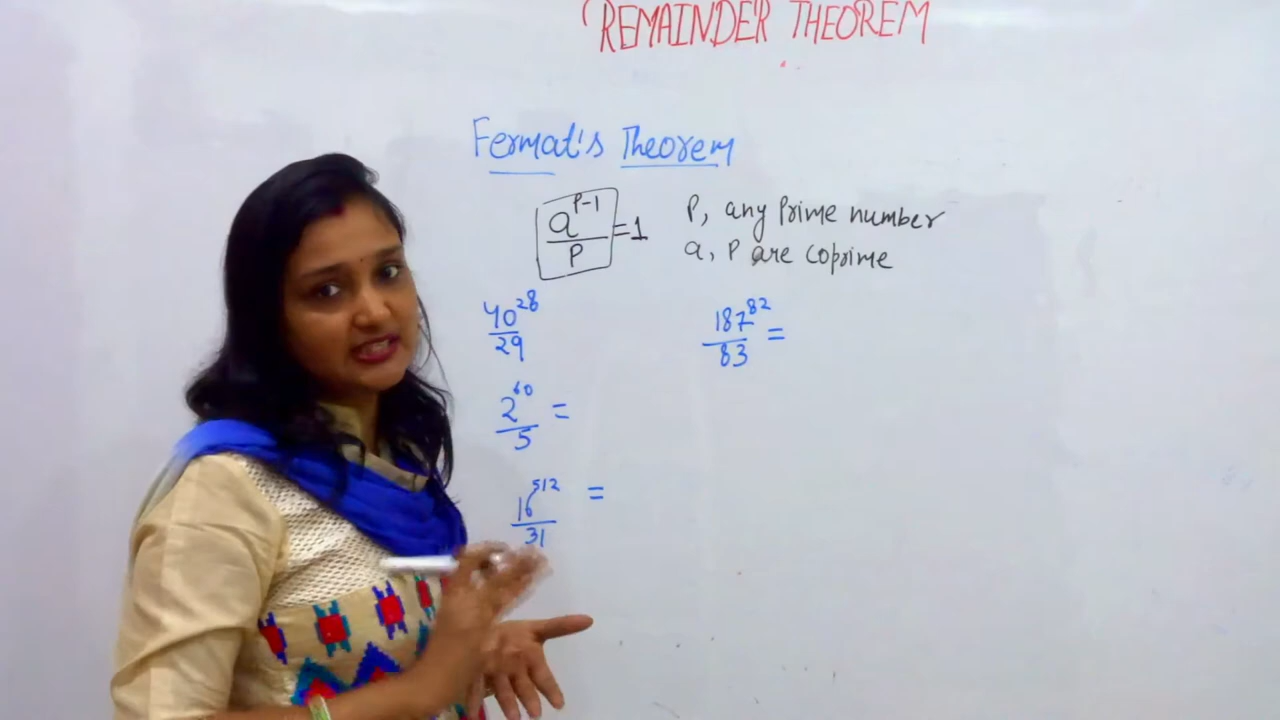 REMAINDER THEOREM
Fermat's Theorem
a^(P-1)/P = 1
P, any Prime number
a, P are coprime
40^28/29
187^82/83 =
2^60/5 =
16^512/31 =